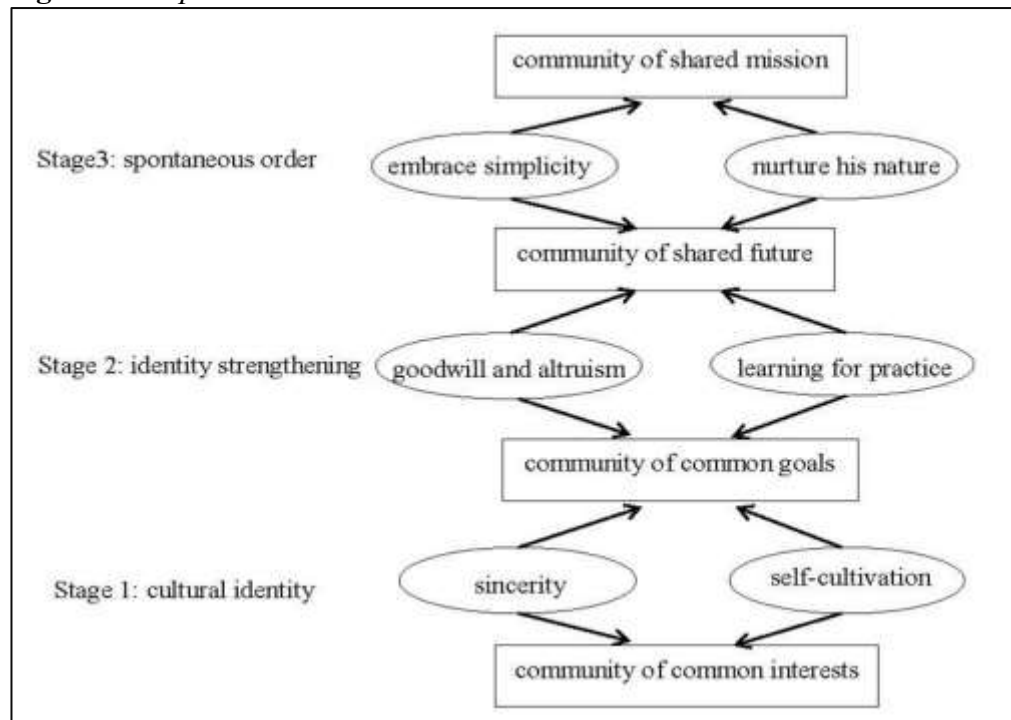 community of shared mission
Stage3: spontaneous order
embrace simplicity
nurture his nature
community of shared future
Stage 2: identity strengthening
goodwill and altruism
learning for practice
community of common goals
Stage 1: cultural identity
sincerity
self-cultivation
community of common interests